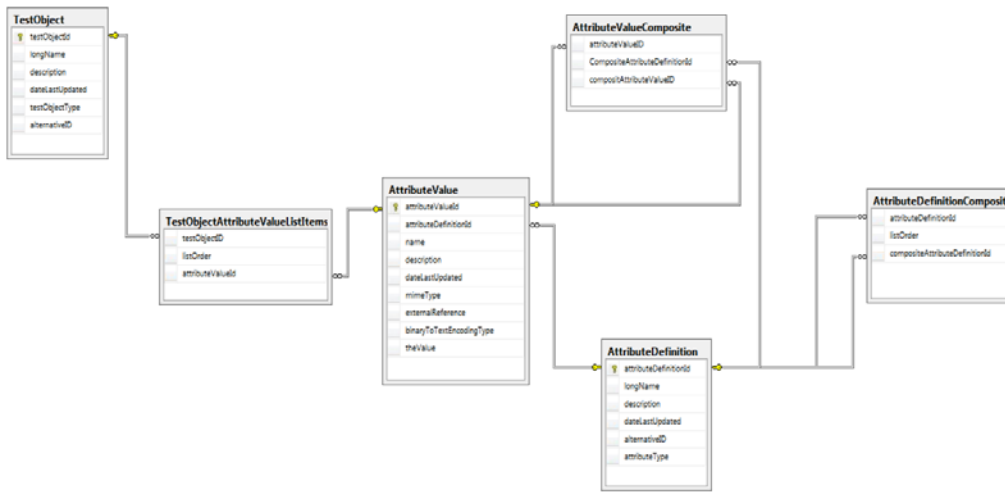 TestObject
testObjectId
longName
description
dateLastUpdated
testObjectType
alternativeID
AttributeValueComposite
attributeValueID
CompositeAttributeDefinitionId
compositAttributeValueID
TestObjectAttributeValueListItems
testObjectID
listOrder
attributeValueId
AttributeValue
attributeValueId
attributeDefinitionId
name
description
dateLastUpdated
mimeType
externalReference
binaryToTextEncodingType
theValue
AttributeDefinitionComposit
attributeDefinitionId
listOrder
compositeAttributeDefinitionId
AttributeDefinition
attributeDefinitionId
longName
description
dateLastUpdated
alternativeID
attributeType